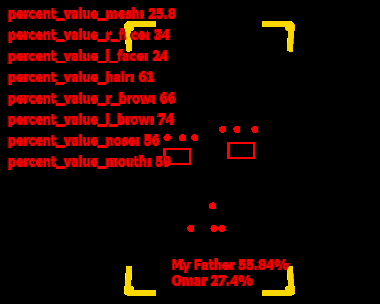 percent_value_mesh: 25.8
percent_value_r_face: 34
percent_value_l_face: 24
percent_value_hair: 61
percent_value_r_brow: 66
percent_value_l_brow: 74
percent_value_nose: 56
percent_value_mouth: 59
My Father 55.84%
Omar 27.4%